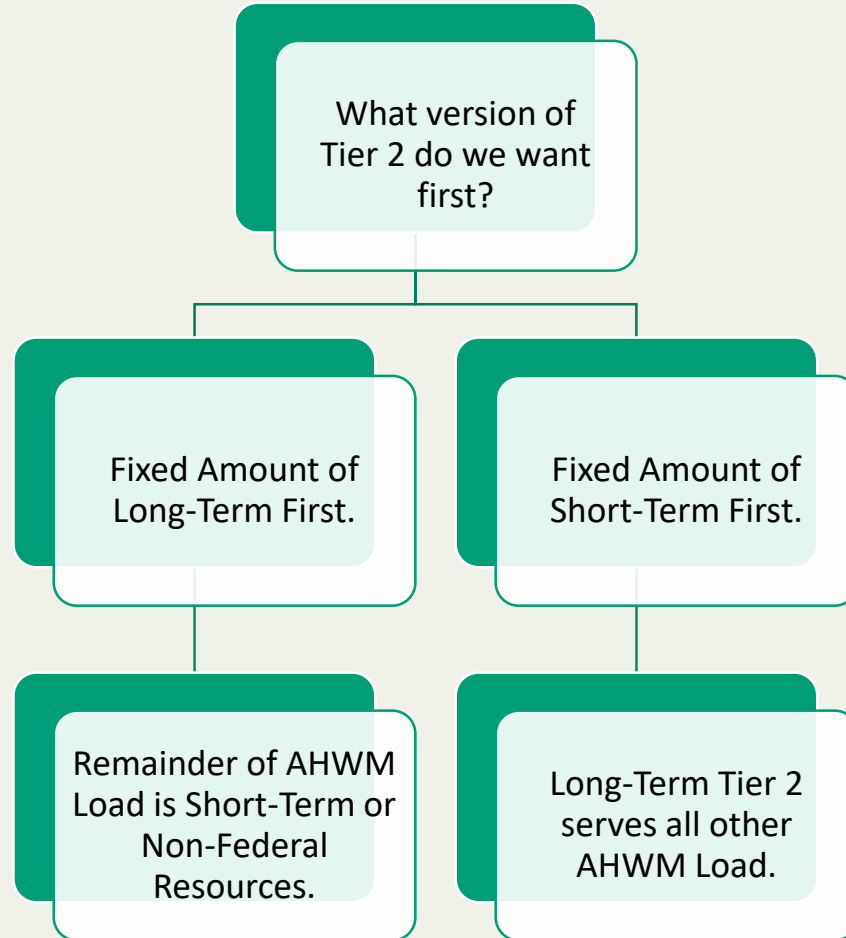 What version of
Tier 2 do we want
first?
Fixed Amount of
Long-Term First.
Fixed Amount of
Short-Term First.
Remainder of AHWM
Load is Short-Term or
Non-Federal
Resources.
Long-Term Tier 2
serves all other
AHWM Load.